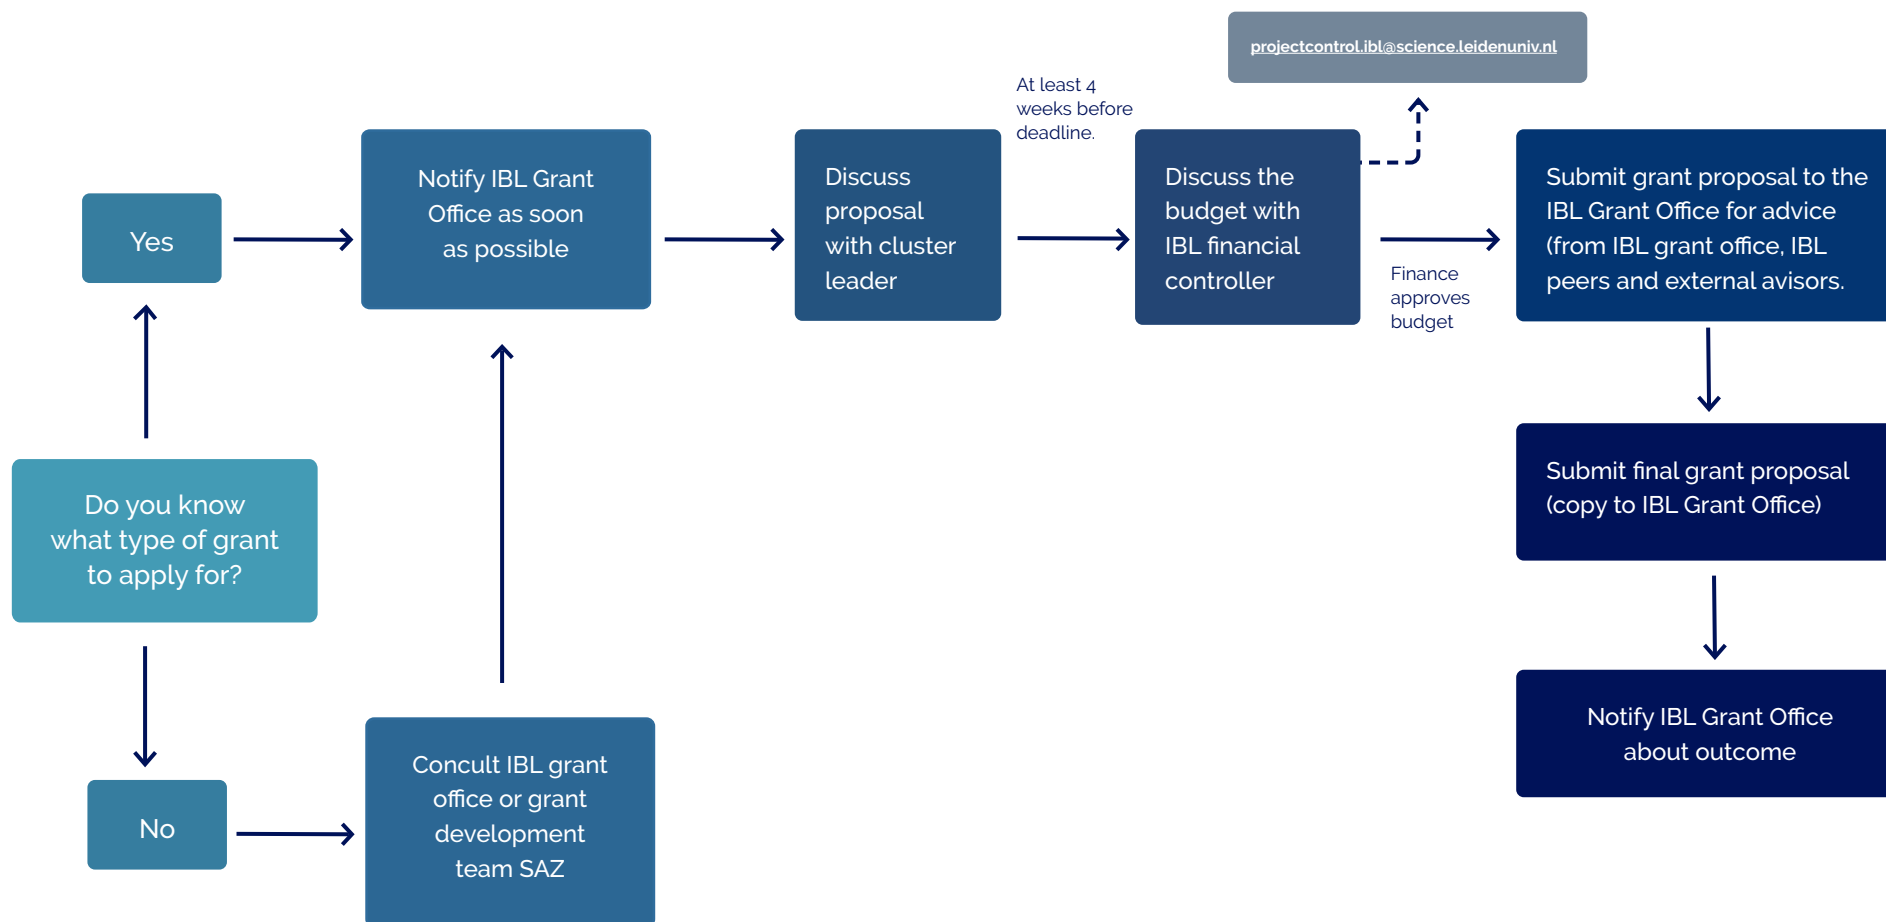 projectcontrol.ibl@science.leidenuniv.nl
At least 4
weeks before
deadline.
Yes
Notify IBL Grant
Office as soon
as possible
Discuss
proposal
with cluster
leader
Discuss the
budget with
IBL financial
controller
Finance
approves
budget
Submit grant proposal to the
IBL Grant Office for advice
(from IBL grant office, IBL
peers and external avisors.
Do you know
what type of grant
to apply for?
Submit final grant proposal
(copy to IBL Grant Office)
No
Concult IBL grant
office or grant
development
team SAZ
Notify IBL Grant Office
about outcome